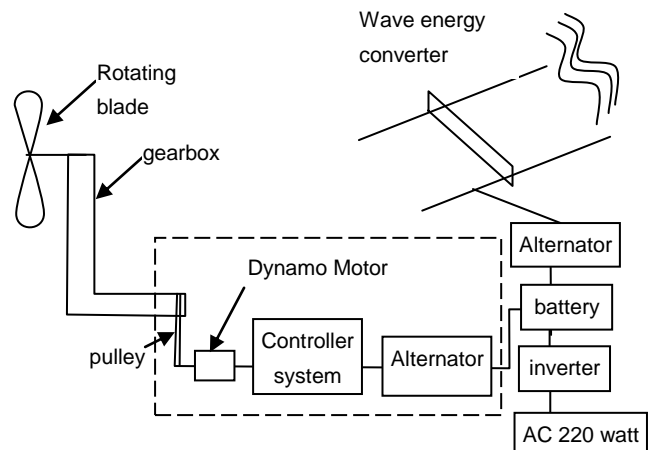 Wave energy
converter
Rotating
blade
gearbox
Dynamo Motor
pulley
Controller
system
Alternator
Alternator
battery
inverter
AC 220 watt